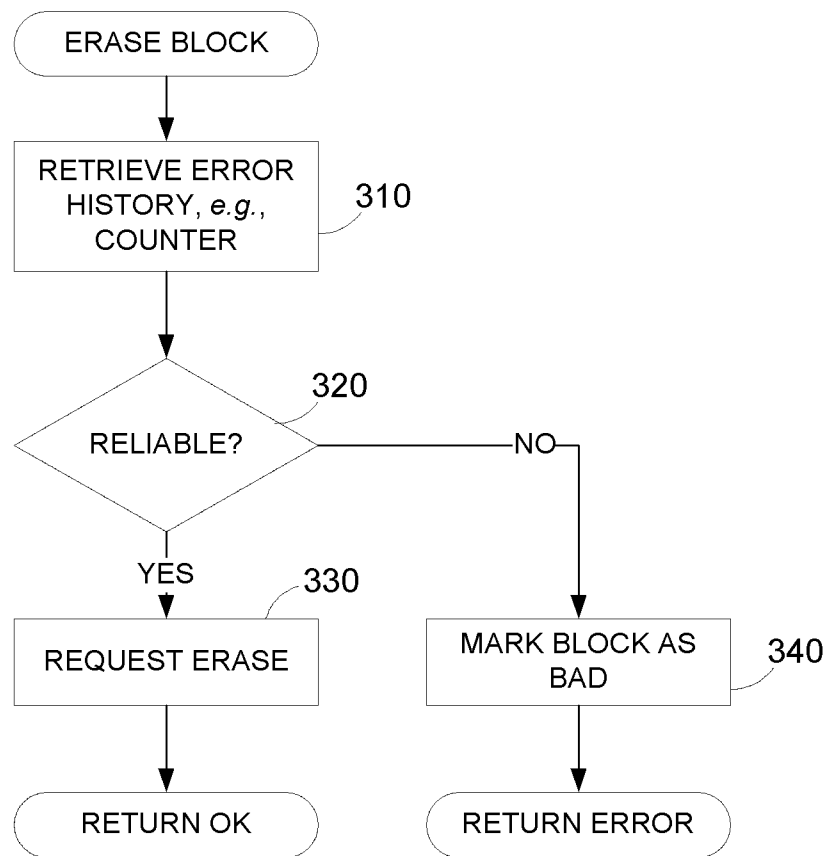 ERASE BLOCK
RETRIEVE ERROR
HISTORY, e.g.,
COUNTER
310
320
RELIABLE?
NO
YES
330
REQUEST ERASE
MARK BLOCK AS
BAD
340
RETURN OK
RETURN ERROR